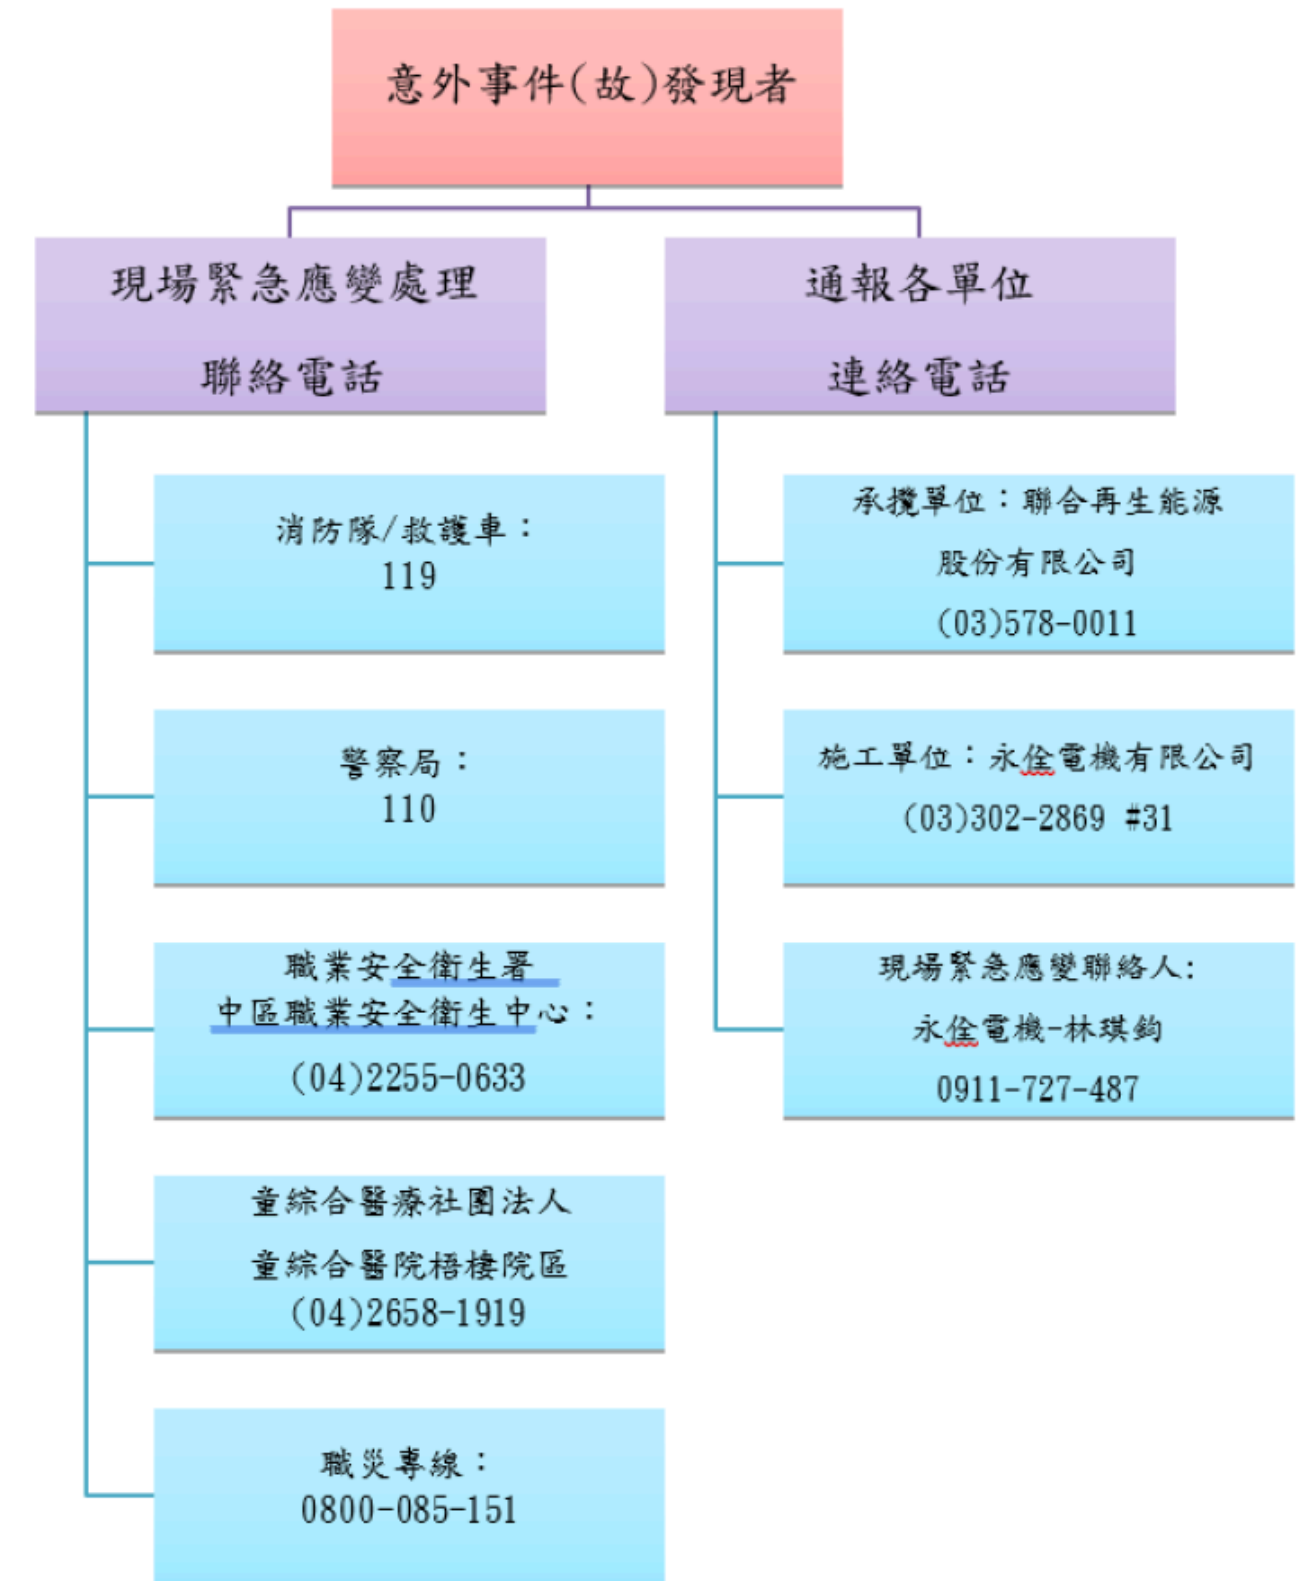 意外事件(故)發現者
現場緊急應變處理
聯絡電話
消防隊/救護車：
119
警察局：
110
職業安全衛生署
中區職業安全衛生中心：
(04)2255-0633
童綜合醫療社團法人
童綜合醫院梧棲院區
(04)2658-1919
職災專線：
0800-085-151
通報各單位
連絡電話
承攬單位：聯合再生能源
股份有限公司
(03)578-0011
施工單位：永佺電機有限公司
(03)302-2869 #31
現場緊急應變聯絡人:
永佺電機-林琪鈞
0911-727-487